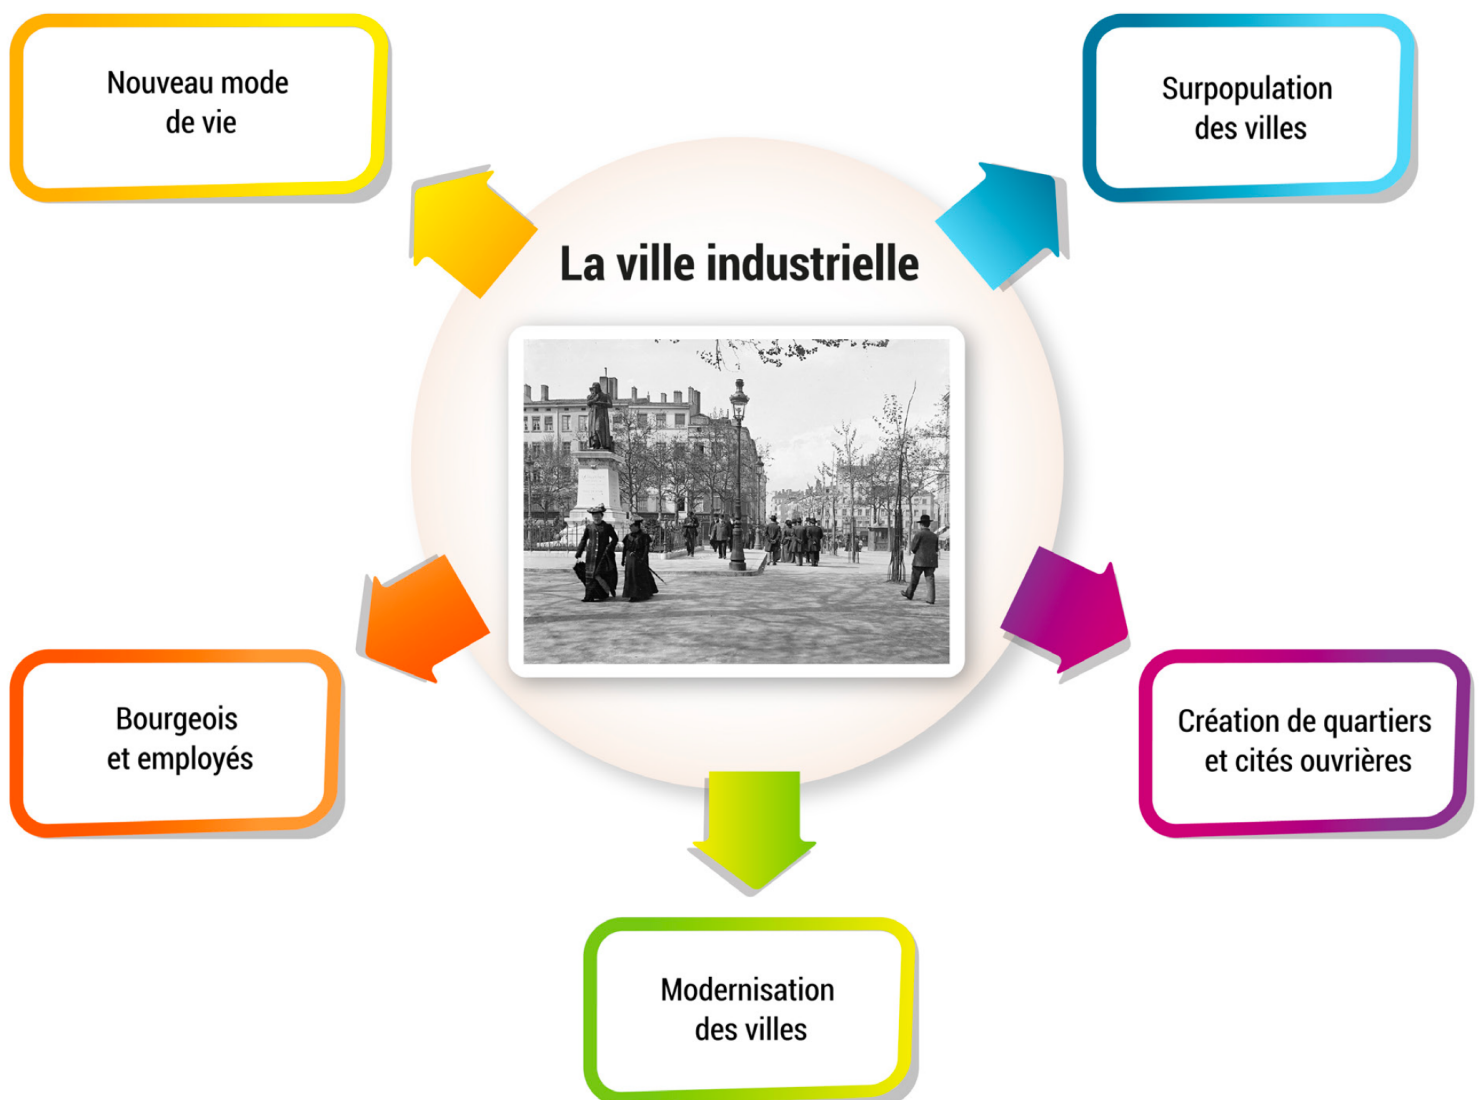 Nouveau mode
de vie
Surpopulation
des villes
La ville industrielle
Bourgeois
et employés
Création de quartiers
et cités ouvrières
Modernisation
des villes